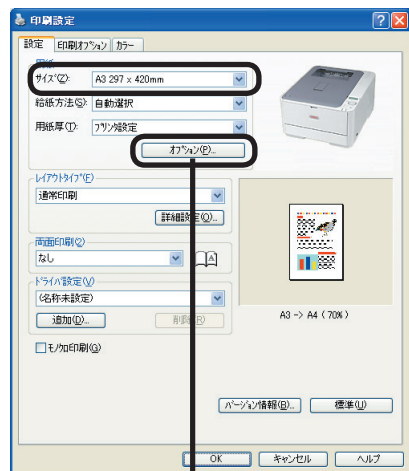 印刷設定
設定 印刷オプション カラー
用紙
サイズ(Z): A3 297 x 420mm
給紙方法(S): 自動選択
用紙厚(T): プリンタ設定
オプション(P)...
レイアウトタイプ(F)
通常印刷
詳細設定(O)...
両面印刷(2)
なし
A
ドライバ設定(V)
(名称未設定)
追加(D)... 削除(R)
A3 -> A4 ( 70% )
モノクロ印刷(G)
バージョン情報(B)... 標準(U)
OK キャンセル ヘルプ